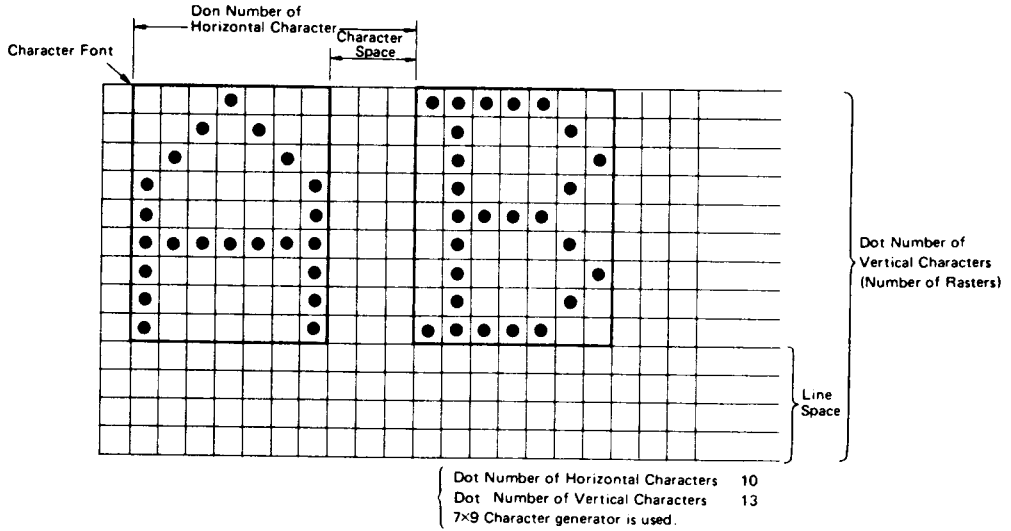 Don Number of
Horizontal Character
Character
Space
Character Font
Dot Number of
Vertical Characters
(Number of Rasters)
Line
Space
Dot Number of Horizontal Characters 10
Dot Number of Vertical Characters 13
7×9 Character generator is used.